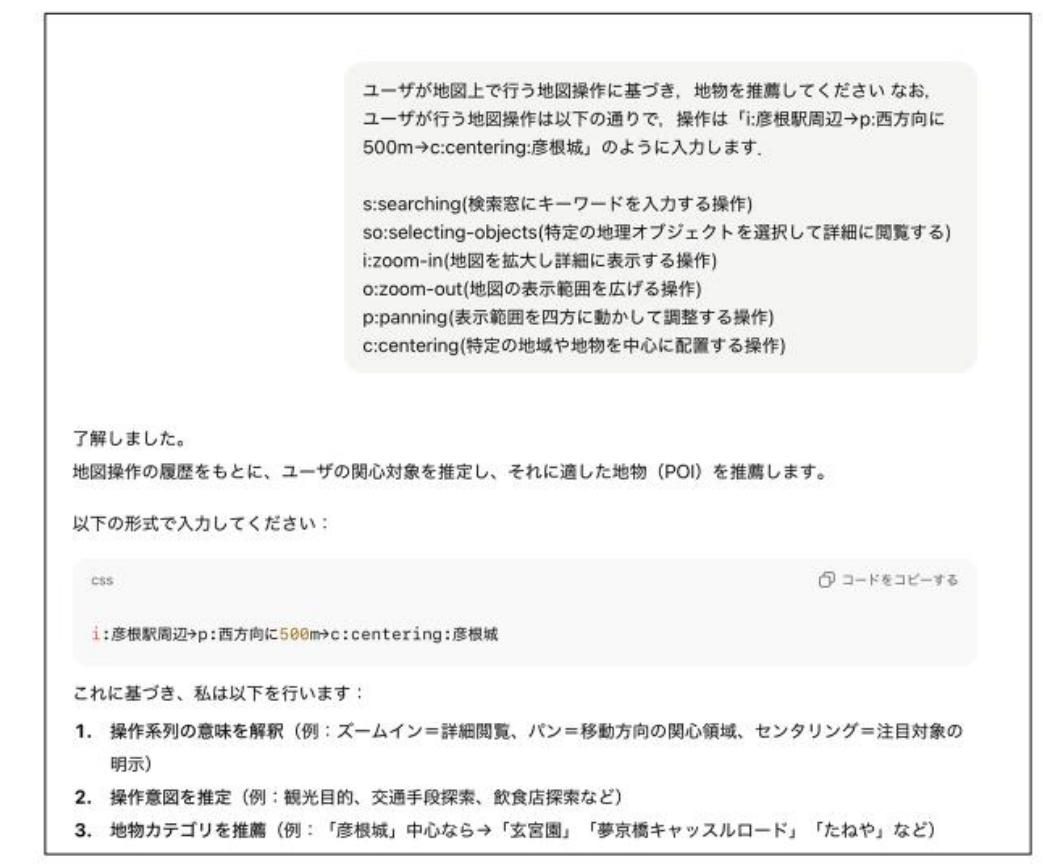 ユーザが地図上で行う地図操作に基づき，地物を推薦してください なお，
ユーザが行う地図操作は以下の通りで，操作は「i:彦根駅周辺→p:西方向に
500m→c:centering:彦根城」のように入力します．
s:searching(検索窓にキーワードを入力する操作)
so:selecting-objects(特定の地理オブジェクトを選択して詳細に閲覧する)
i:zoom-in(地図を拡大し詳細に表示する操作)
o:zoom-out(地図の表示範囲を広げる操作)
p:panning(表示範囲を四方に動かして調整する操作)
c:centering(特定の地域や地物を中心に配置する操作)
了解しました。
地図操作の履歴をもとに、ユーザの関心対象を推定し、それに適した地物（POI）を推薦します。
以下の形式で入力してください：
css
コードをコピーする
i:彦根駅周辺→p:西方向に500m→c:centering:彦根城
これに基づき、私は以下を行います：
1. 操作系列の意味を解釈（例：ズームイン＝詳細閲覧、パン＝移動方向の関心領域、センタリング＝注目対象の
明示）
2. 操作意図を推定（例：観光目的、交通手段探索、飲食店探索など）
3. 地物カテゴリを推薦（例：「彦根城」中心なら→「玄宮園」「夢京橋キャッスルロード」「たねや」など）